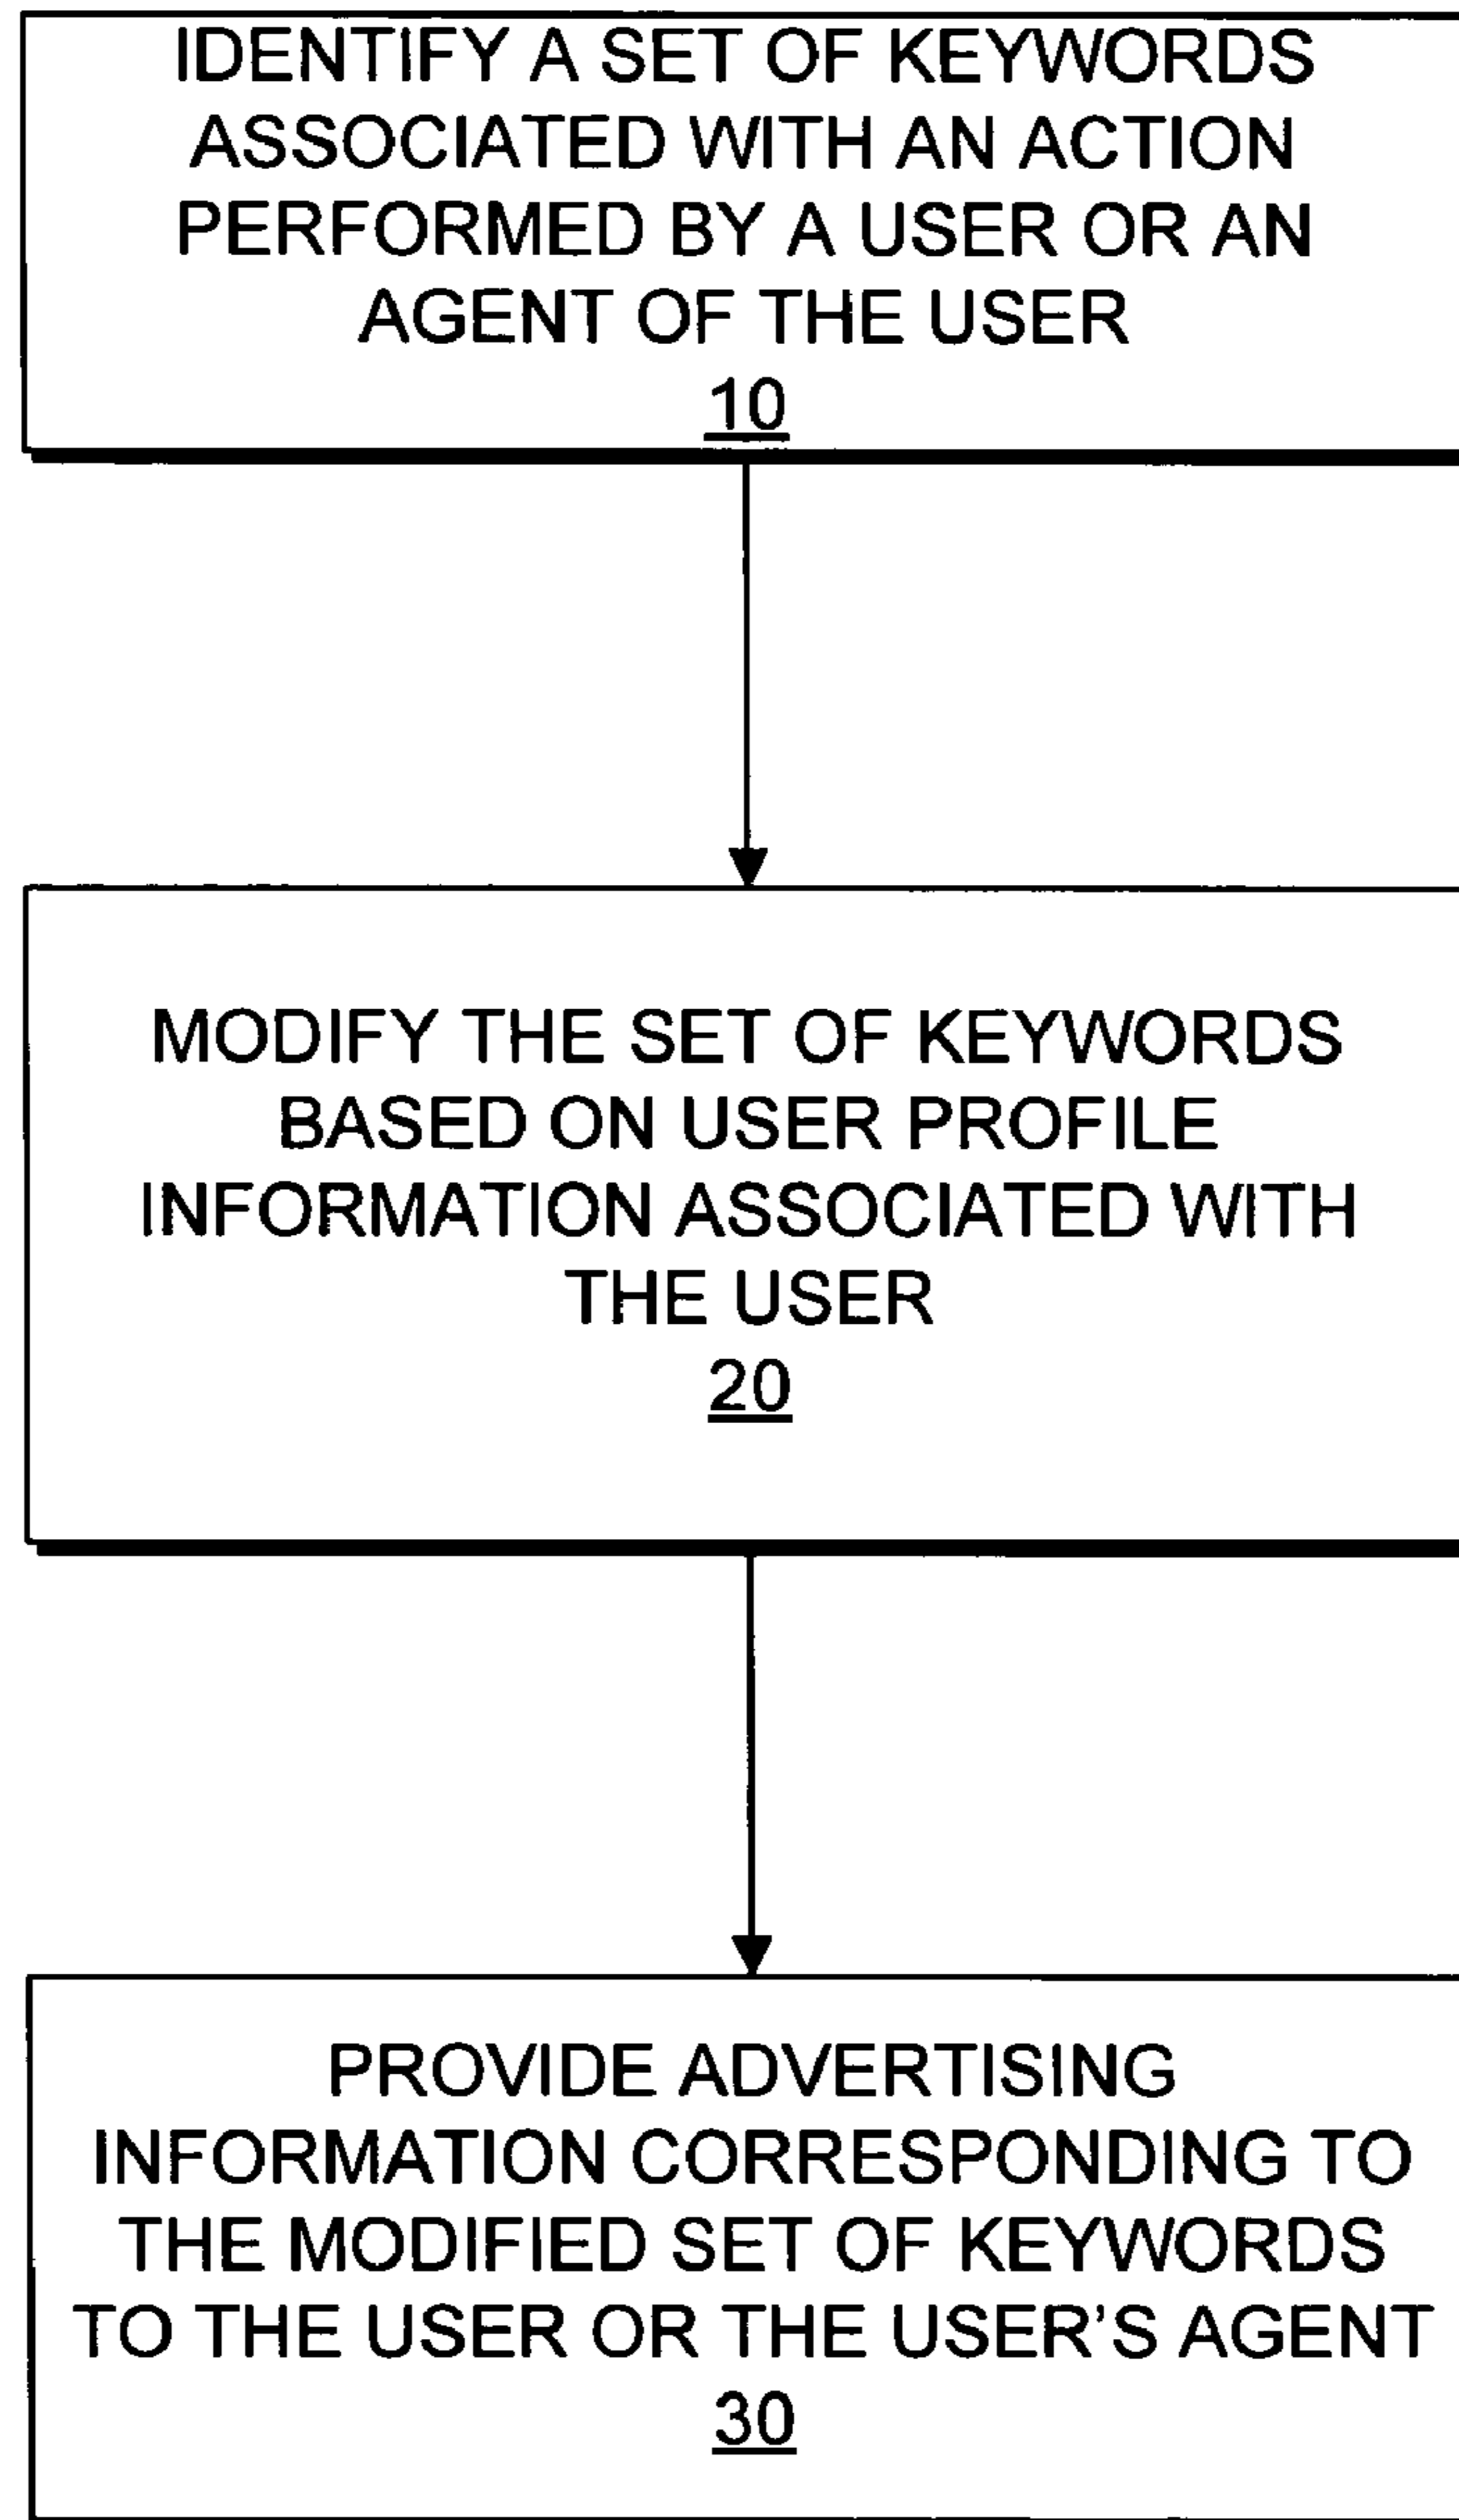 IDENTIFY A SET OF KEYWORDS
ASSOCIATED WITH AN ACTION
PERFORMED BY A USER OR AN
AGENT OF THE USER
10
MODIFY THE SET OF KEYWORDS
BASED ON USER PROFILE
INFORMATION ASSOCIATED WITH
THE USER
20
PROVIDE ADVERTISING
INFORMATION CORRESPONDING TO
THE MODIFIED SET OF KEYWORDS
TO THE USER OR THE USER'S AGENT
30